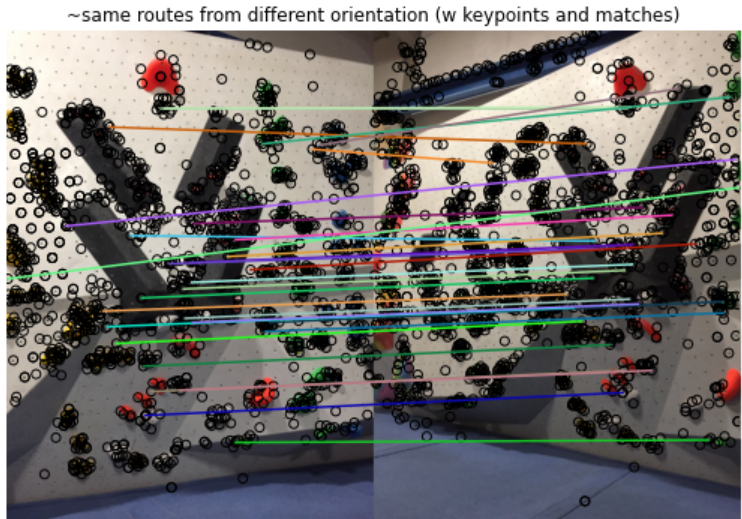 ~same routes from different orientation (w keypoints and matches)